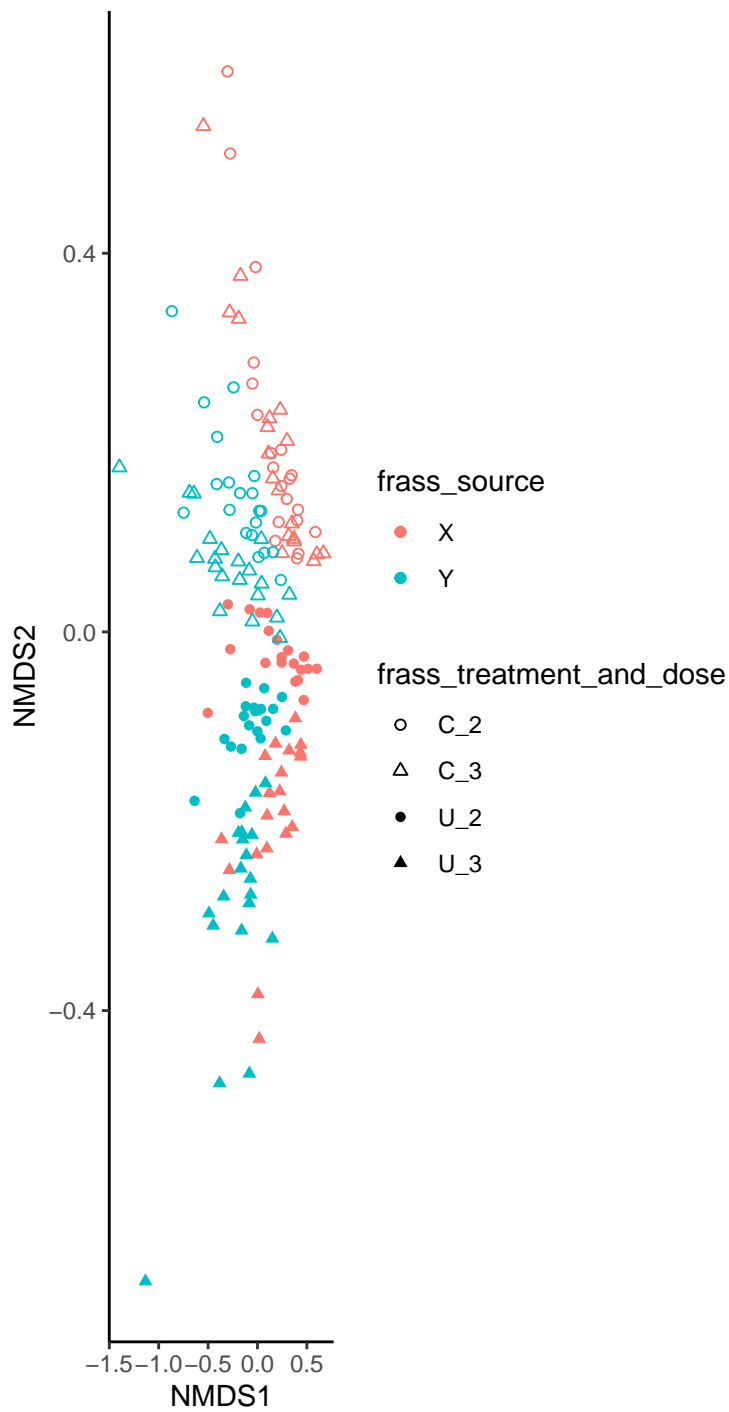 0.4
0.0
−0.4
NMDS2
−1.5 −1.0 −0.5 0.0 0.5
NMDS1
frass_source
X
Y
frass_treatment_and_dose
C_2
C_3
U_2
U_3